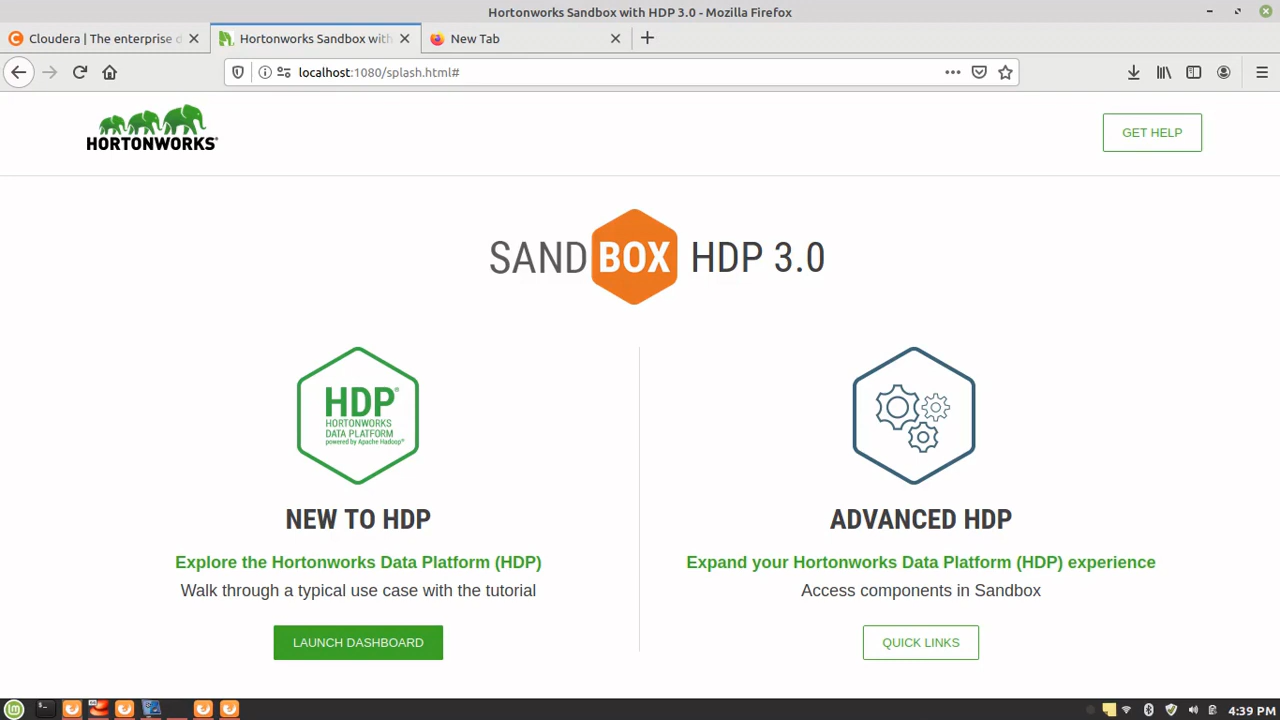 Hortonworks Sandbox with HDP 3.0 - Mozilla Firefox
Cloudera | The enterprise d
Hortonworks Sandbox with
New Tab
localhost:1080/splash.html#
HORTONWORKS
GET HELP
SANDBOX HDP 3.0
HDP®
HORTONWORKS
DATA PLATFORM
powered by Apache Hadoop®
NEW TO HDP
Explore the Hortonworks Data Platform (HDP)
Walk through a typical use case with the tutorial
LAUNCH DASHBOARD
ADVANCED HDP
Expand your Hortonworks Data Platform (HDP) experience
Access components in Sandbox
QUICK LINKS
4:39 PM